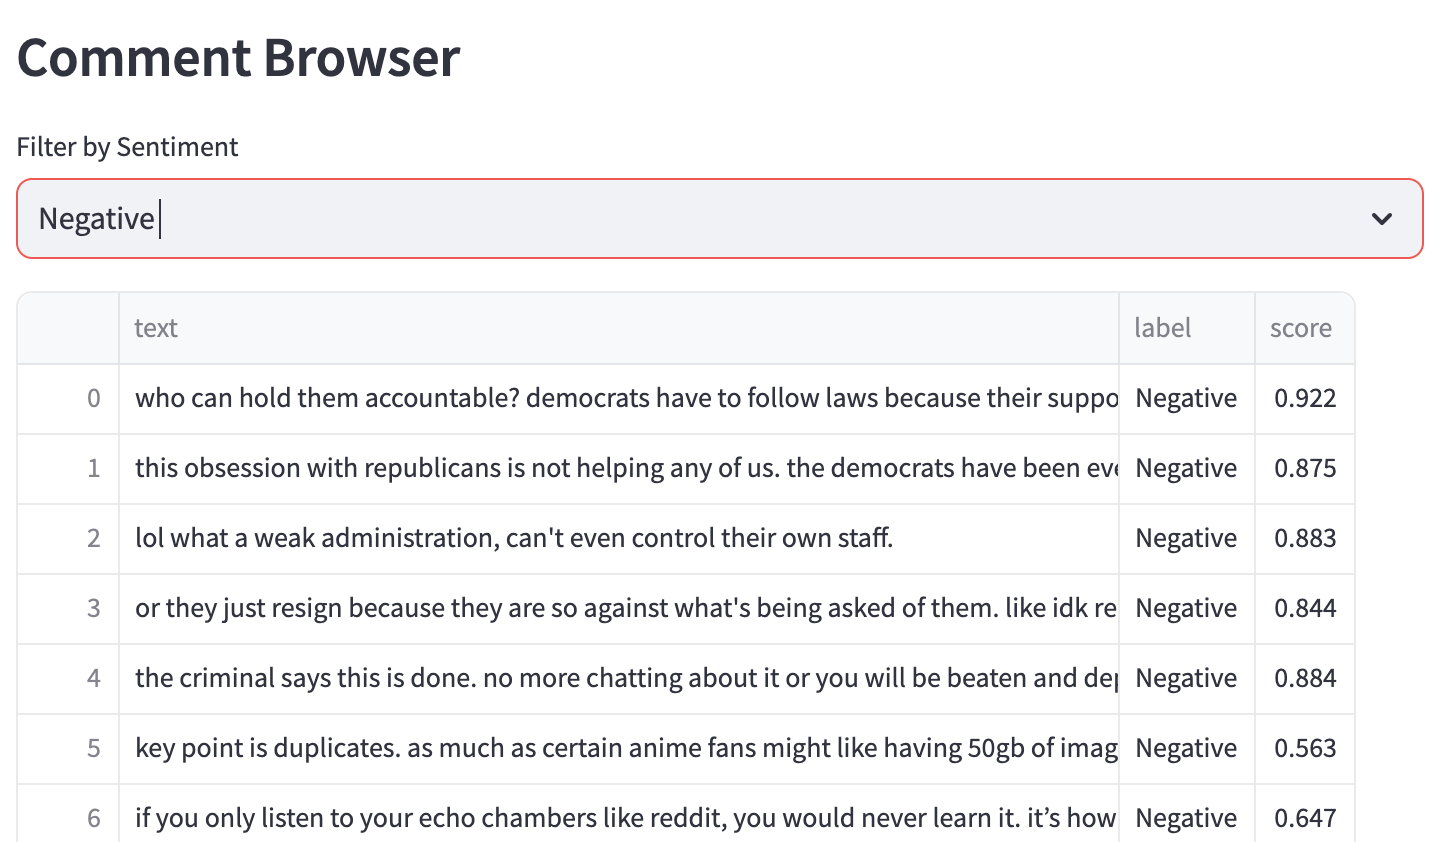 Comment Browser
Filter by Sentiment
Negative
text label score
0 who can hold them accountable? democrats have to follow laws because their suppo Negative 0.922
1 this obsession with republicans is not helping any of us. the democrats have been eve Negative 0.875
2 lol what a weak administration, can't even control their own staff. Negative 0.883
3 or they just resign because they are so against what's being asked of them. like idk re Negative 0.844
4 the criminal says this is done. no more chatting about it or you will be beaten and dep Negative 0.884
5 key point is duplicates. as much as certain anime fans might like having 50gb of imag Negative 0.563
6 if you only listen to your echo chambers like reddit, you would never learn it. it’s how Negative 0.647